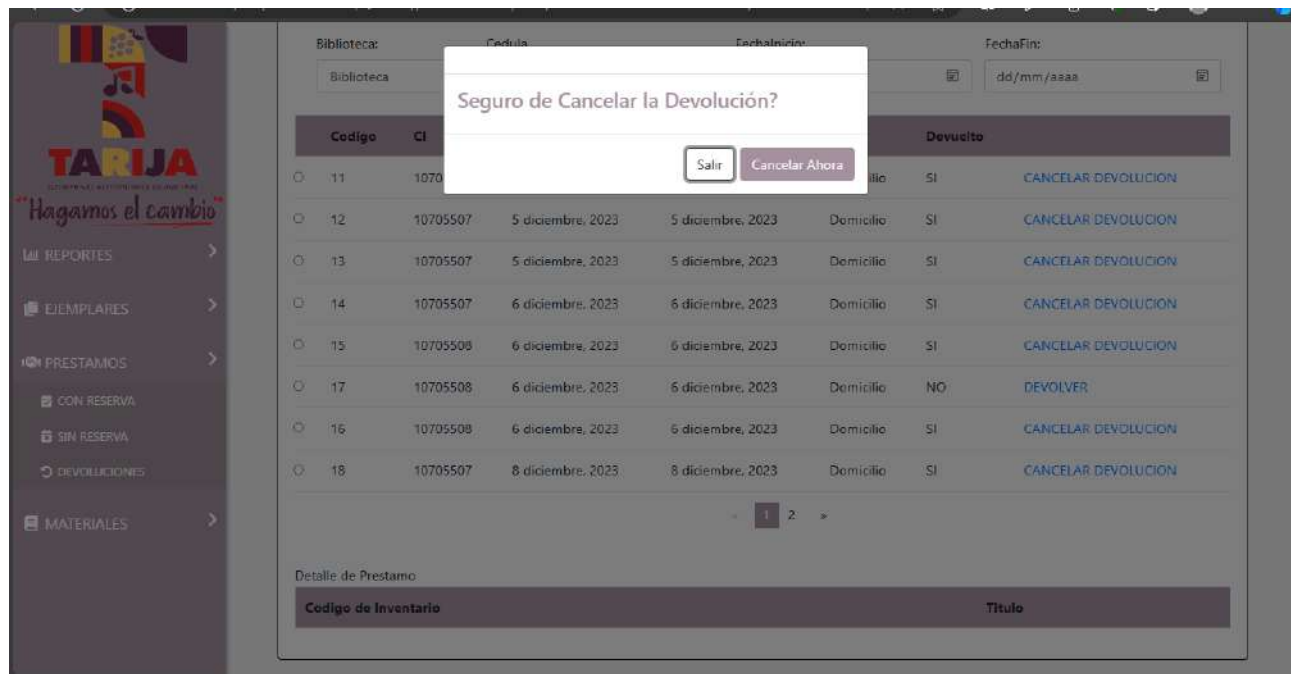 Biblioteca: Cedula FechaInicio: FechaFin:
Biblioteca dd/mm/aaaa
Seguro de Cancelar la Devolución?
Salir Cancelar Ahora
TARIJA
"Hagamos el cambio"
REPORTES
EJEMPLARES
PRESTAMOS
CON RESERVA
SIN RESERVA
DEVOLUCIONES
MATERIALES
Codigo CI Devuelto
11 1070 ilio SI CANCELAR DEVOLUCION
12 10705507 5 diciembre, 2023 5 diciembre, 2023 Domicilio SI CANCELAR DEVOLUCION
13 10705507 5 diciembre, 2023 5 diciembre, 2023 Domicilio SI CANCELAR DEVOLUCION
14 10705507 6 diciembre, 2023 6 diciembre, 2023 Domicilio SI CANCELAR DEVOLUCION
15 10705508 6 diciembre, 2023 6 diciembre, 2023 Domicilio SI CANCELAR DEVOLUCION
17 10705508 6 diciembre, 2023 6 diciembre, 2023 Domicilio NO DEVOLVER
16 10705508 6 diciembre, 2023 6 diciembre, 2023 Domicilio SI CANCELAR DEVOLUCION
18 10705507 8 diciembre, 2023 8 diciembre, 2023 Domicilio SI CANCELAR DEVOLUCION
« 1 2 »
Detalle de Prestamo
Codigo de Inventario Titulo